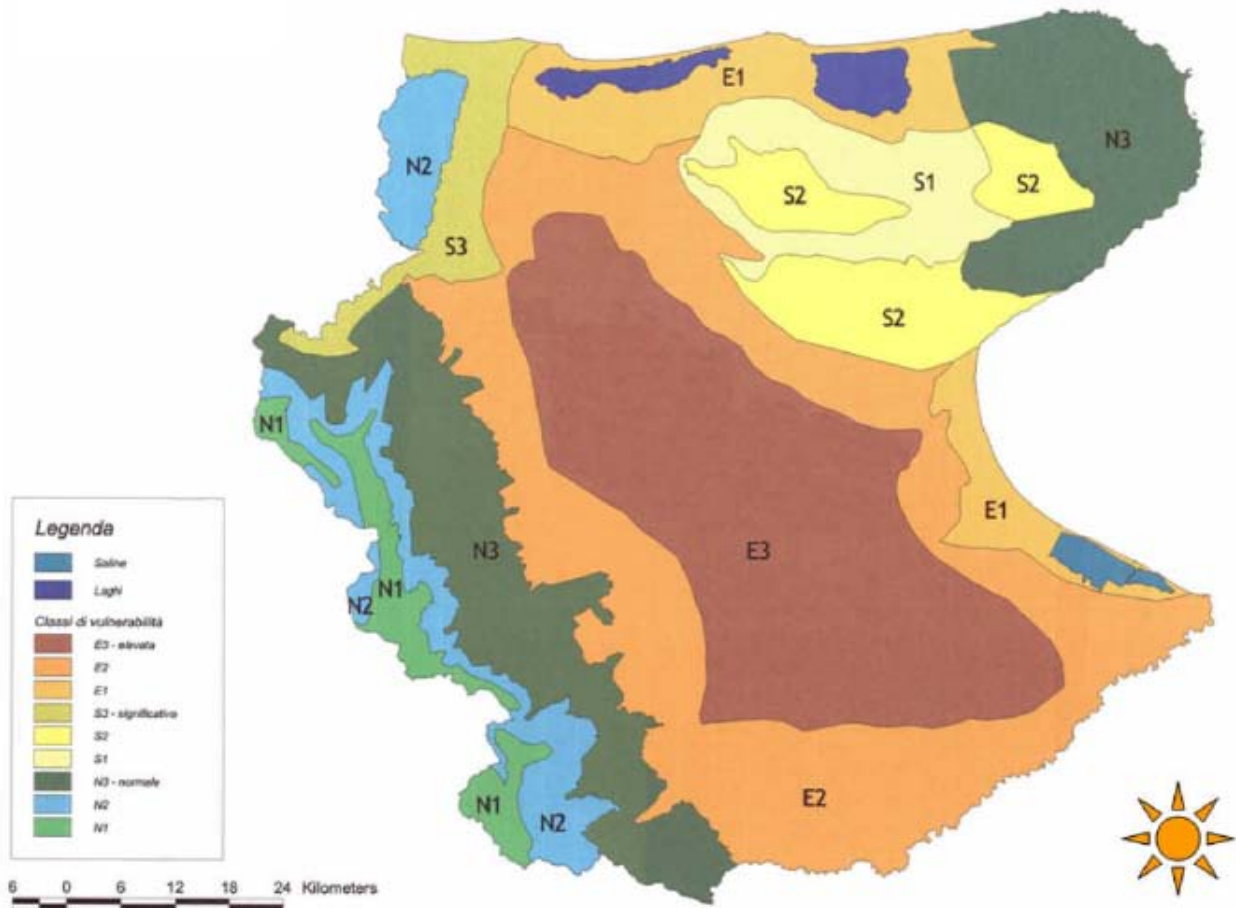 E1
N3
N2
S1
S2
S2
S3
S2
N1
E1
N3
E3
N1
N2
E2
N1
N2
Legenda
Saline
Laghi
Classi di vulnerabilità
E3 - elevata
E2
E1
S3 - significativa
S2
S1
N3 - normale
N2
N1
6 0 6 12 18 24 Kilometers